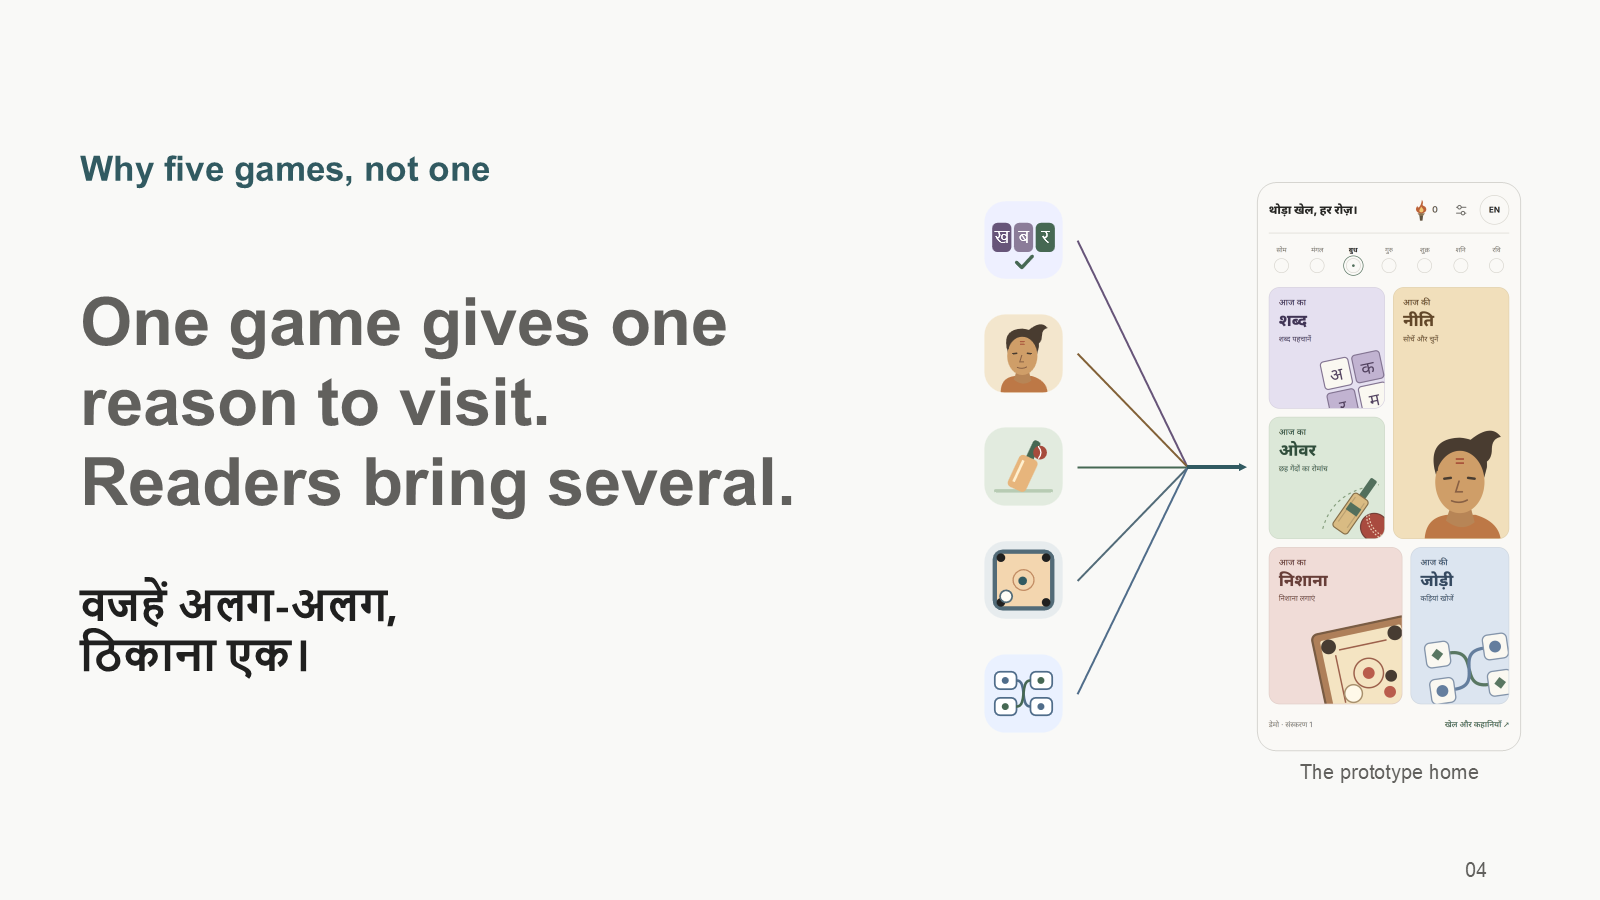 Why five games, not one
One game gives one
reason to visit.
Readers bring several.
वजहें अलग-अलग,
ठिकाना एक।
ख ब र
थोड़ा खेल, हर रोज़।
0
EN
सोम मंगल बुध गुरु शुक्र शनि रवि
आज का
शब्द
शब्द पहचानें
अ क
र म
आज की
नीति
सोचें और चुनें
आज का
ओवर
छह गेंदों का रोमांच
आज का
निशाना
निशाना लगाएं
आज की
जोड़ी
कड़ियां खोजें
डेमो · संस्करण 1
खेल और कहानियाँ ↗
The prototype home
04